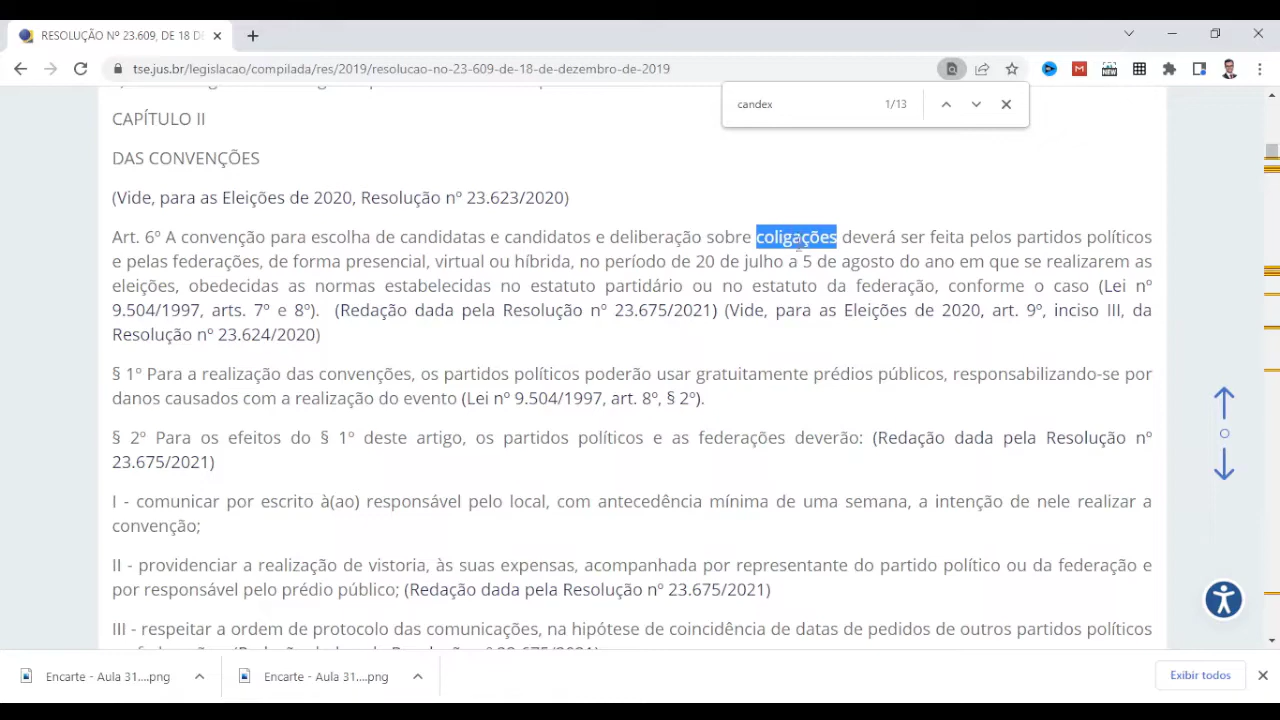 RESOLUÇÃO Nº 23.609, DE 18 DE
tse.jus.br/legislacao/compilada/res/2019/resolucao-no-23-609-de-18-de-dezembro-de-2019
candex 1/13
CAPÍTULO II
DAS CONVENÇÕES
(Vide, para as Eleições de 2020, Resolução nº 23.623/2020)
Art. 6º A convenção para escolha de candidatas e candidatos e deliberação sobre coligações deverá ser feita pelos partidos políticos
e pelas federações, de forma presencial, virtual ou híbrida, no período de 20 de julho a 5 de agosto do ano em que se realizarem as
eleições, obedecidas as normas estabelecidas no estatuto partidário ou no estatuto da federação, conforme o caso (Lei nº
9.504/1997, arts. 7º e 8º). (Redação dada pela Resolução nº 23.675/2021) (Vide, para as Eleições de 2020, art. 9º, inciso III, da
Resolução nº 23.624/2020)
§ 1º Para a realização das convenções, os partidos políticos poderão usar gratuitamente prédios públicos, responsabilizando-se por
danos causados com a realização do evento (Lei nº 9.504/1997, art. 8º, § 2º).
§ 2º Para os efeitos do § 1º deste artigo, os partidos políticos e as federações deverão: (Redação dada pela Resolução nº
23.675/2021)
I - comunicar por escrito à(ao) responsável pelo local, com antecedência mínima de uma semana, a intenção de nele realizar a
convenção;
II - providenciar a realização de vistoria, às suas expensas, acompanhada por representante do partido político ou da federação e
por responsável pelo prédio público; (Redação dada pela Resolução nº 23.675/2021)
III - respeitar a ordem de protocolo das comunicações, na hipótese de coincidência de datas de pedidos de outros partidos políticos
Encarte - Aula 31....png
Encarte - Aula 31....png
Exibir todos